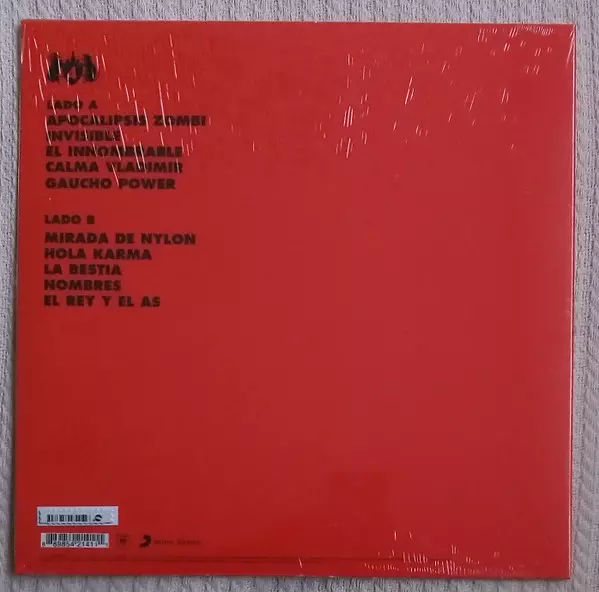 LADO A
APOCALIPSIS ZOMBI
INVISIBLE
EL INNOMBRABLE
CALMA VLADIMIR
GAUCHO POWER
LADO B
MIRADA DE NYLON
HOLA KARMA
LA BESTIA
NOMBRES
EL REY Y EL AS